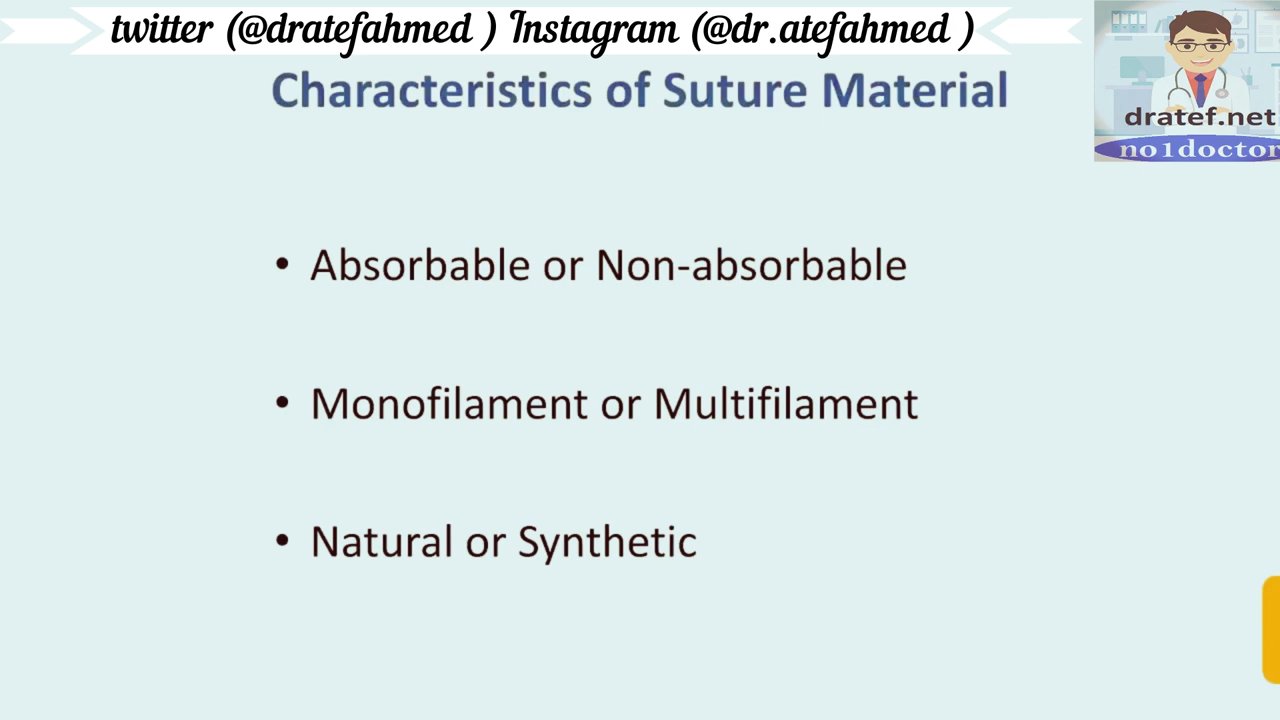 twitter (@dratefahmed ) Instagram (@dr.atefahmed )
Characteristics of Suture Material
dratef.net
no1doctor
• Absorbable or Non-absorbable
• Monofilament or Multifilament
• Natural or Synthetic